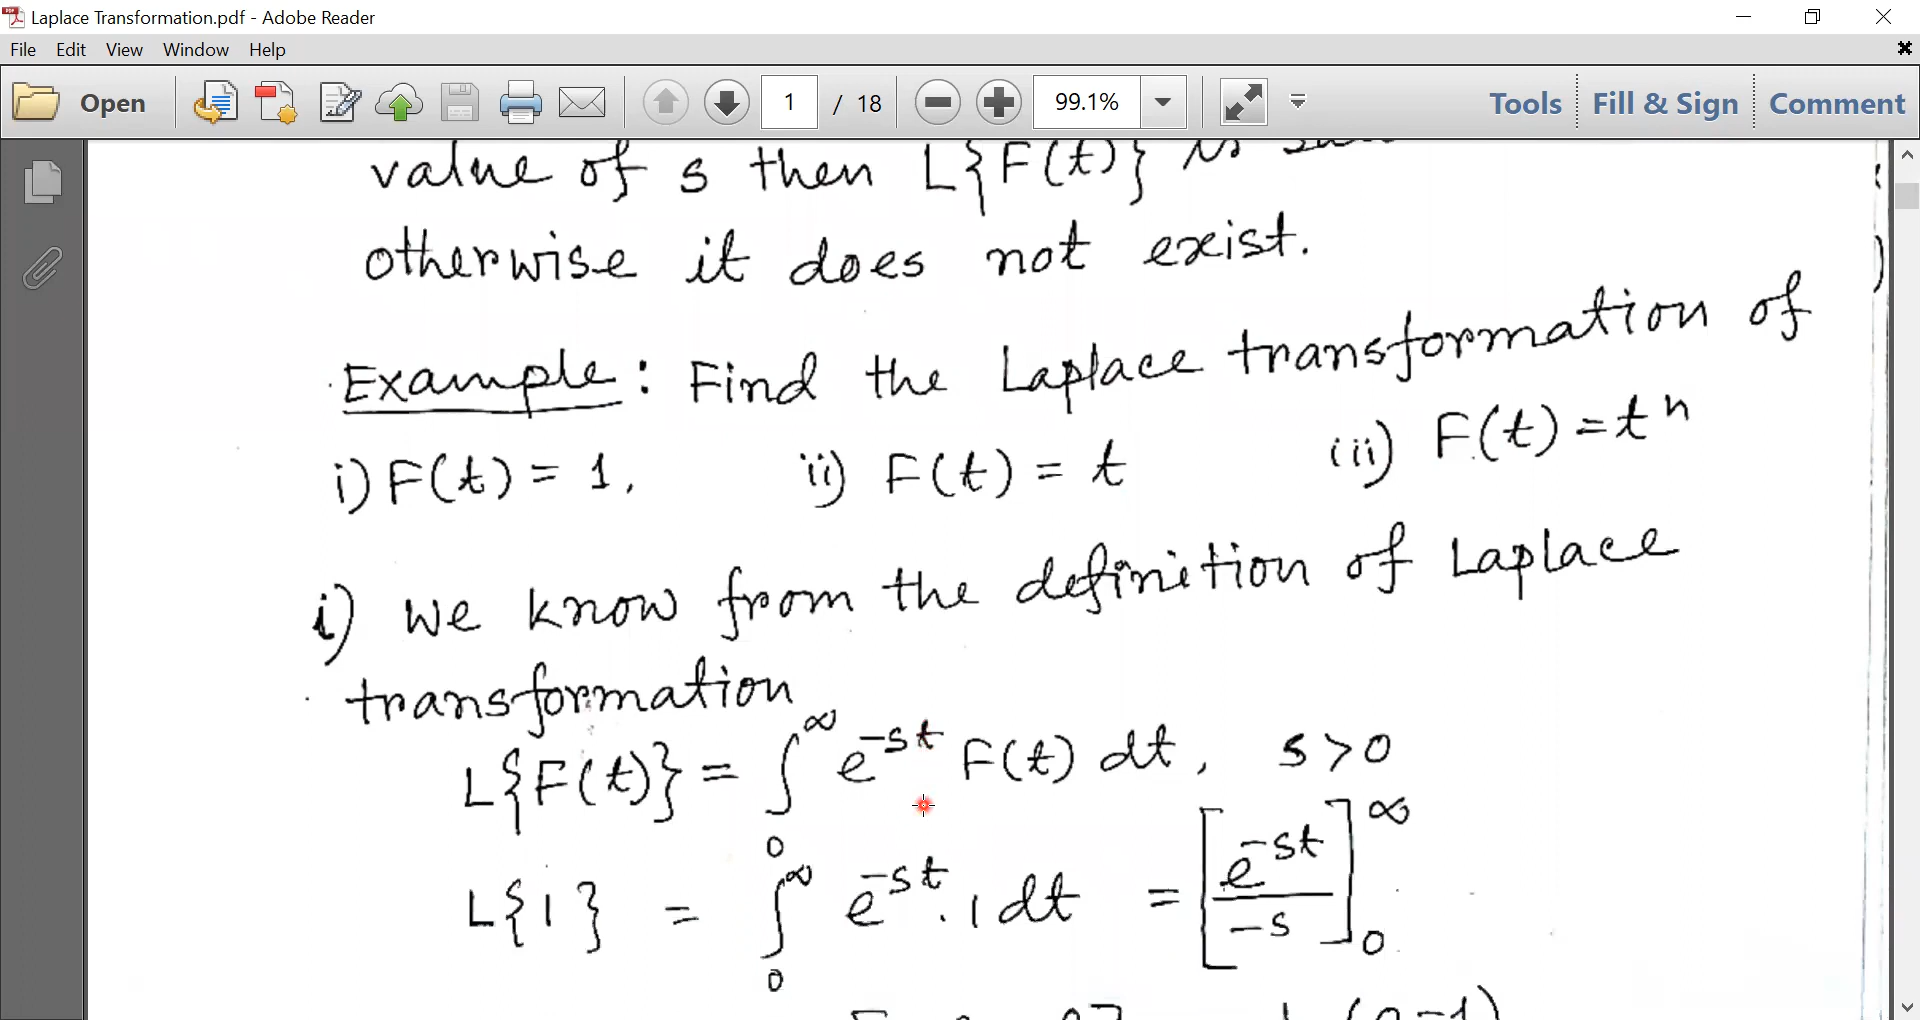 Laplace Transformation.pdf - Adobe Reader
File Edit View Window Help
Open 1 / 18 99.1% Tools Fill & Sign Comment
value of s then L{F(t)} is
otherwise it does not exist.
Example: Find the Laplace transformation of
i) F(t) = 1, ii) F(t) = t iii) F(t) = t^n
i) We know from the definition of Laplace
transformation
L{F(t)} = ∫_0^∞ e^{-st} F(t) dt, s > 0
L{1} = ∫_0^∞ e^{-st} . 1 dt = [e^{-st} / -s]_0^∞